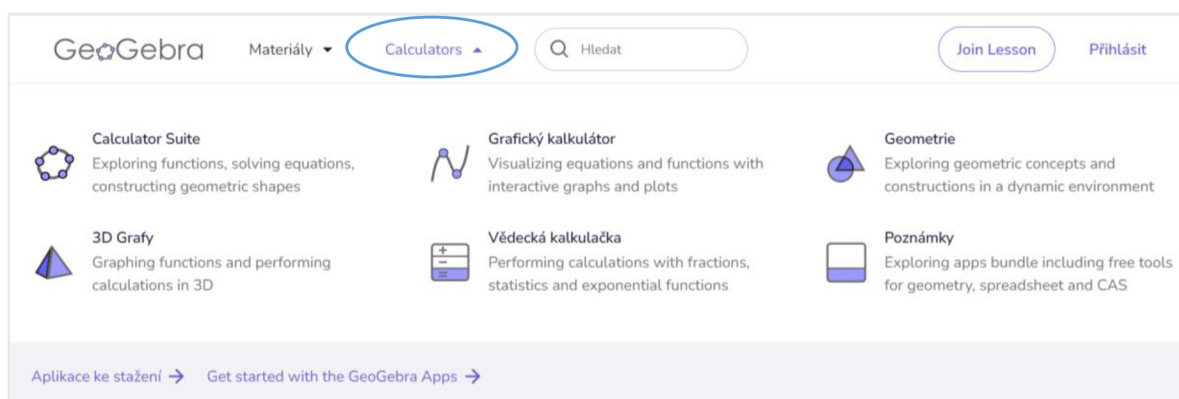 GeoGebra Materiály Calculators Hledat Join Lesson Přihlásit
Calculator Suite
Exploring functions, solving equations,
constructing geometric shapes
Grafický kalkulátor
Visualizing equations and functions with
interactive graphs and plots
Geometrie
Exploring geometric concepts and
constructions in a dynamic environment
3D Grafy
Graphing functions and performing
calculations in 3D
Vědecká kalkulačka
Performing calculations with fractions,
statistics and exponential functions
Poznámky
Exploring apps bundle including free tools
for geometry, spreadsheet and CAS
Aplikace ke stažení → Get started with the GeoGebra Apps →